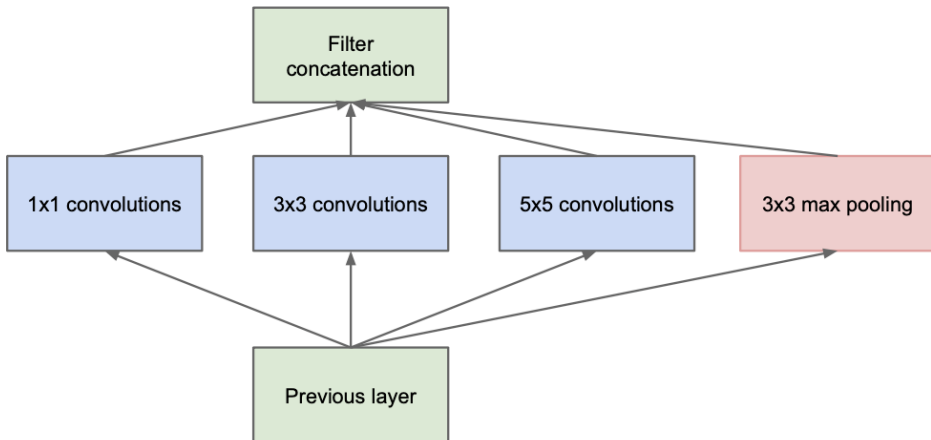 Filter
concatenation
1x1 convolutions
3x3 convolutions
5x5 convolutions
3x3 max pooling
Previous layer